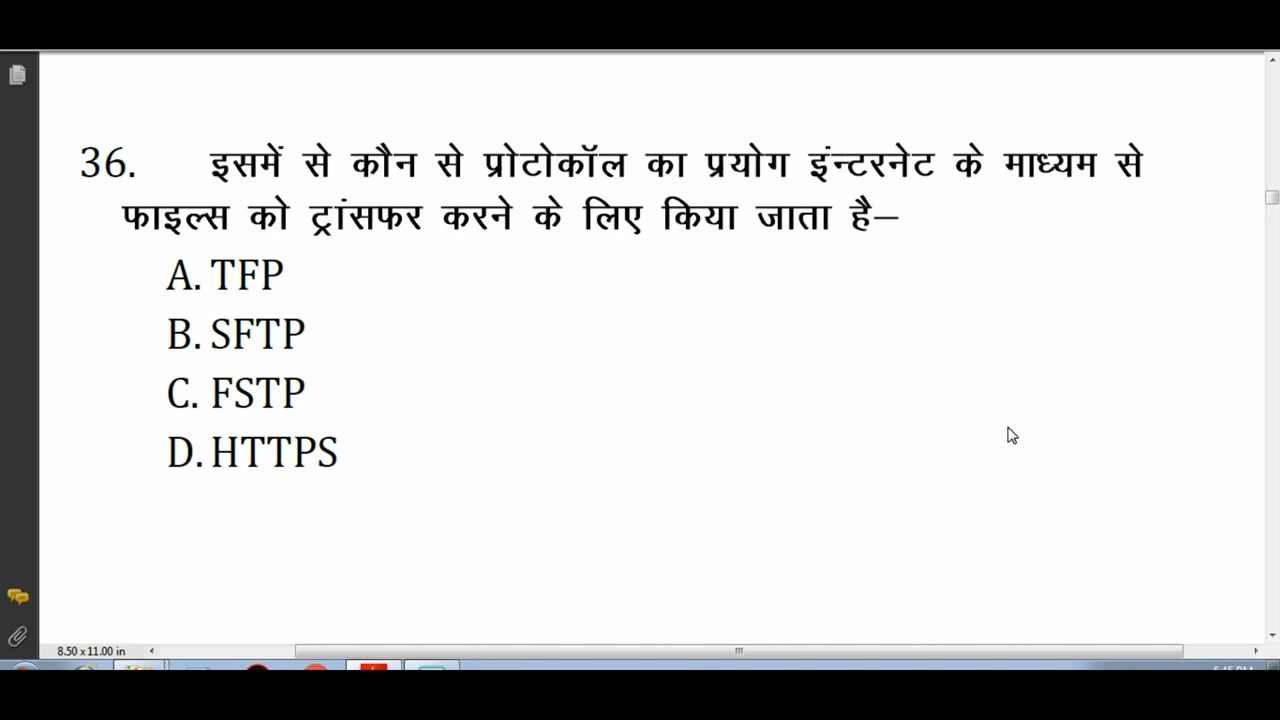 36. इसमें से कौन से प्रोटोकॉल का प्रयोग इंन्टरनेट के माध्यम से
फाइल्स को ट्रांसफर करने के लिए किया जाता है–
A. TFP
B. SFTP
C. FSTP
D. HTTPS
8.50 x 11.00 in